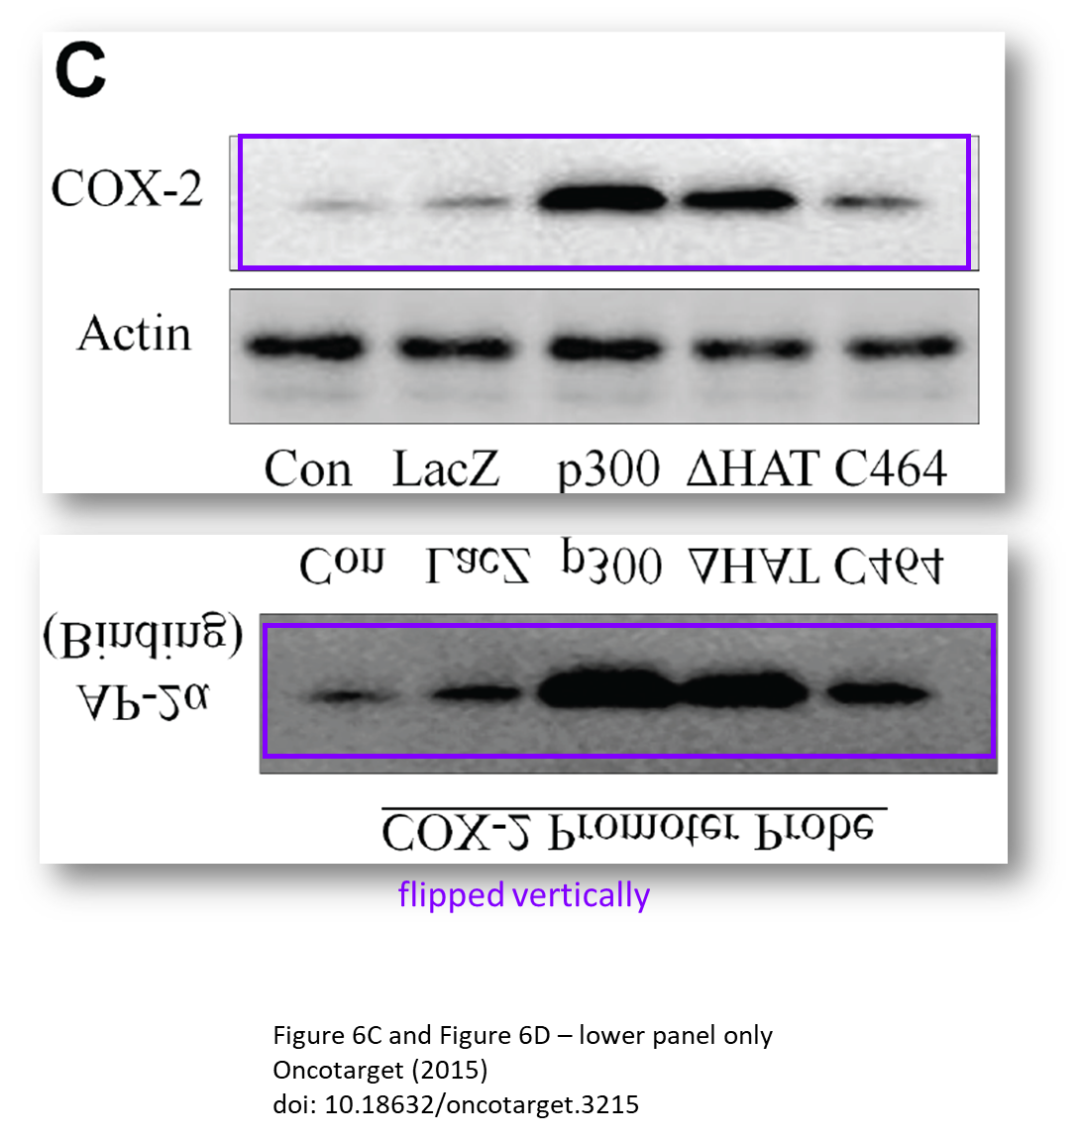 C
COX-2
Actin
Con LacZ p300 ΔHAT C464
Con LacZ p300 ΔHAT C464
(Binding)
AP-2α
COX-2 Promoter Probe
flipped vertically
Figure 6C and Figure 6D – lower panel only
Oncotarget (2015)
doi: 10.18632/oncotarget.3215